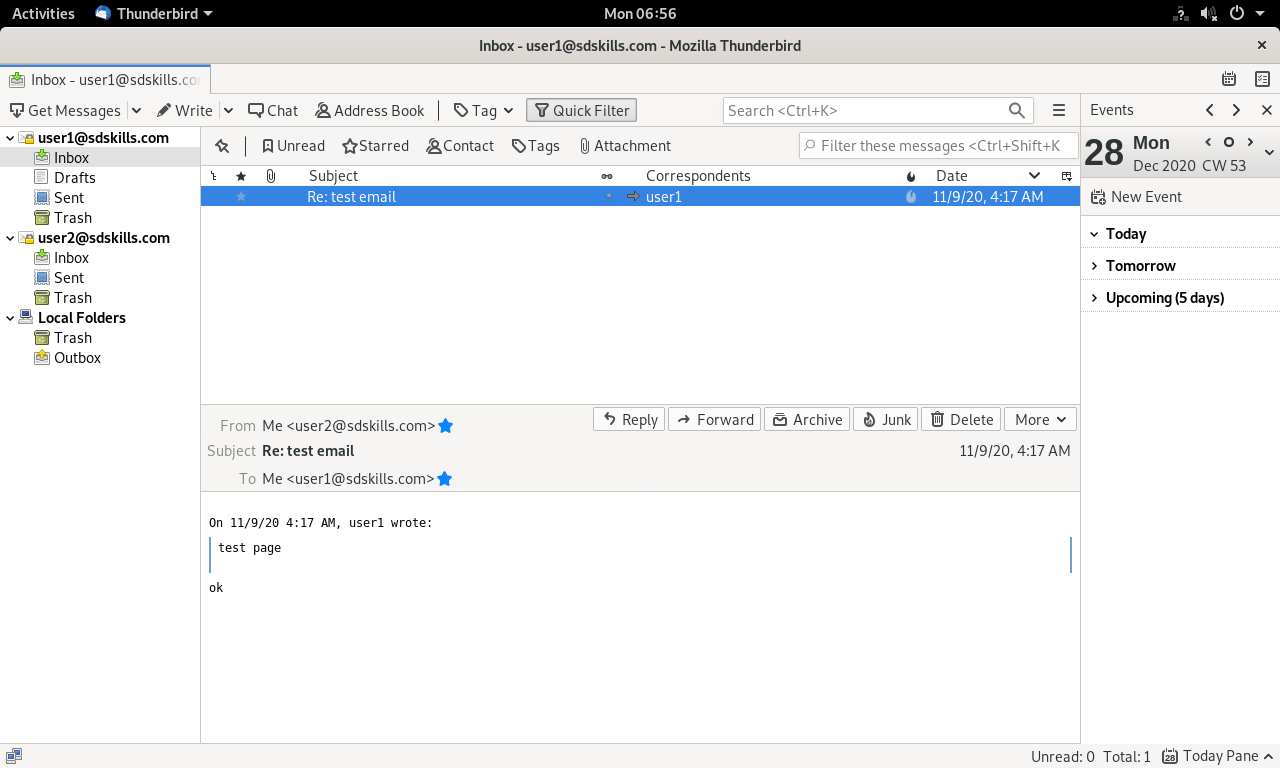 Activities Thunderbird Mon 06:56
Inbox - user1@sdskills.com - Mozilla Thunderbird
Inbox - user1@sdskills.co
Get Messages Write Chat Address Book Tag Quick Filter Search <Ctrl+K> Events
user1@sdskills.com
Inbox
Drafts
Sent
Trash
user2@sdskills.com
Inbox
Sent
Trash
Local Folders
Trash
Outbox
Unread Starred Contact Tags Attachment Filter these messages <Ctrl+Shift+K
Subject Correspondents Date
Re: test email user1 11/9/20, 4:17 AM
Reply Forward Archive Junk Delete More
From Me <user2@sdskills.com>
Subject Re: test email 11/9/20, 4:17 AM
To Me <user1@sdskills.com>
On 11/9/20 4:17 AM, user1 wrote:
test page
ok
28 Mon
Dec 2020 CW 53
New Event
Today
Tomorrow
Upcoming (5 days)
Unread: 0 Total: 1 28 Today Pane